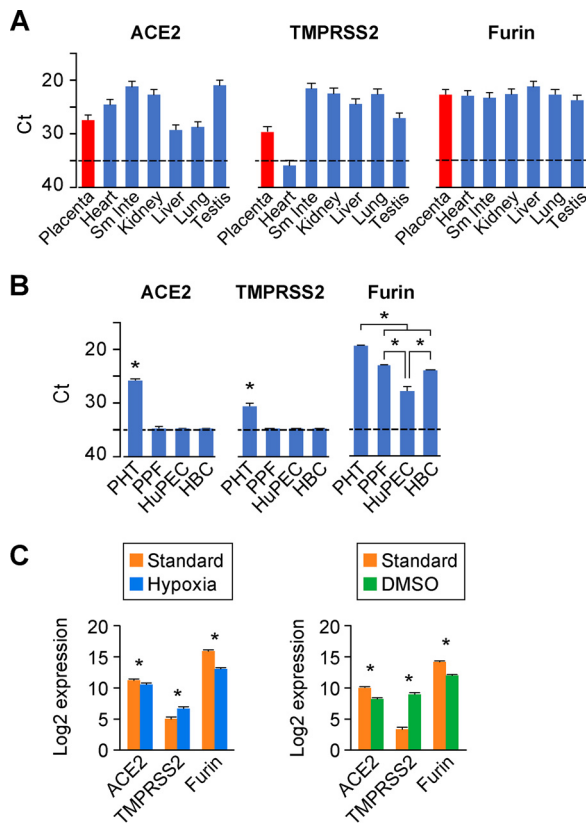 A
ACE2 TMPRSS2 Furin
20
30
40
Ct
Placenta Heart Sm Inte Kidney Liver Lung Testis
Placenta Heart Sm Inte Kidney Liver Lung Testis
Placenta Heart Sm Inte Kidney Liver Lung Testis
B
ACE2 TMPRSS2 Furin
20
30
40
Ct
* * * * *
PHT PPF HuPEC HBC
PHT PPF HuPEC HBC
PHT PPF HuPEC HBC
C
Standard
Hypoxia
20
15
10
5
0
Log2 expression
* * *
ACE2 TMPRSS2 Furin
Standard
DMSO
20
15
10
5
0
Log2 expression
* * *
ACE2 TMPRSS2 Furin